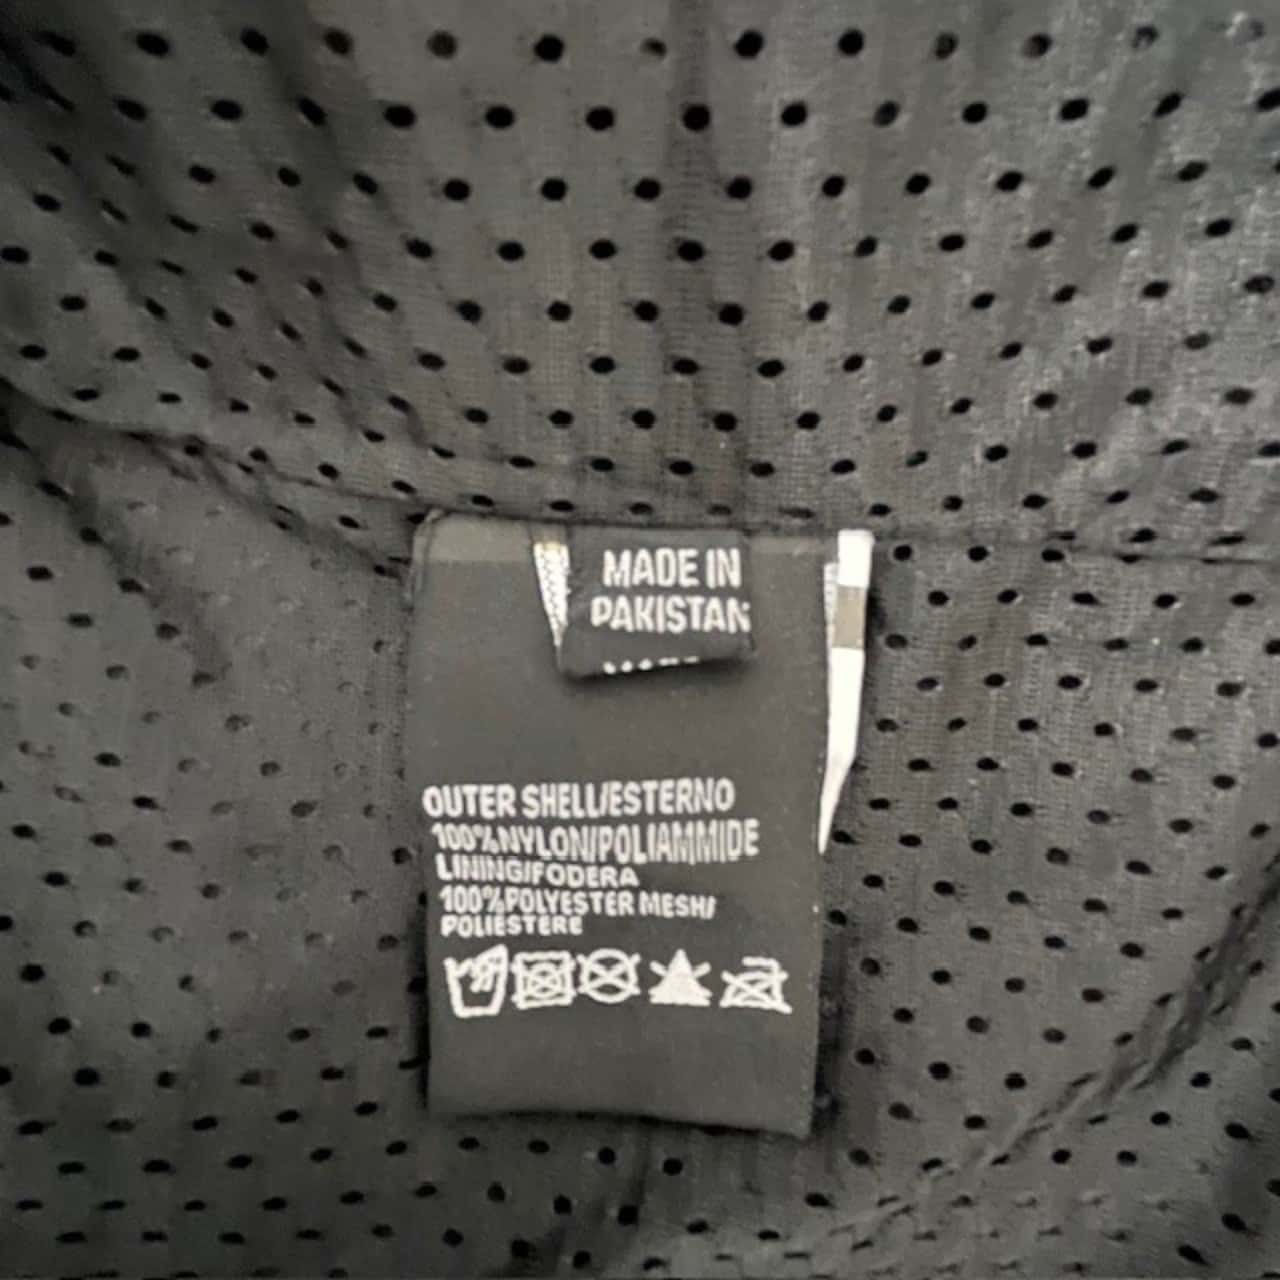 MADE IN
PAKISTAN
OUTER SHELL/ESTERNO
100%NYLON/POLIAMMIDE
LINING/FODERA
100%POLYESTER MESH/
POLIESTERE